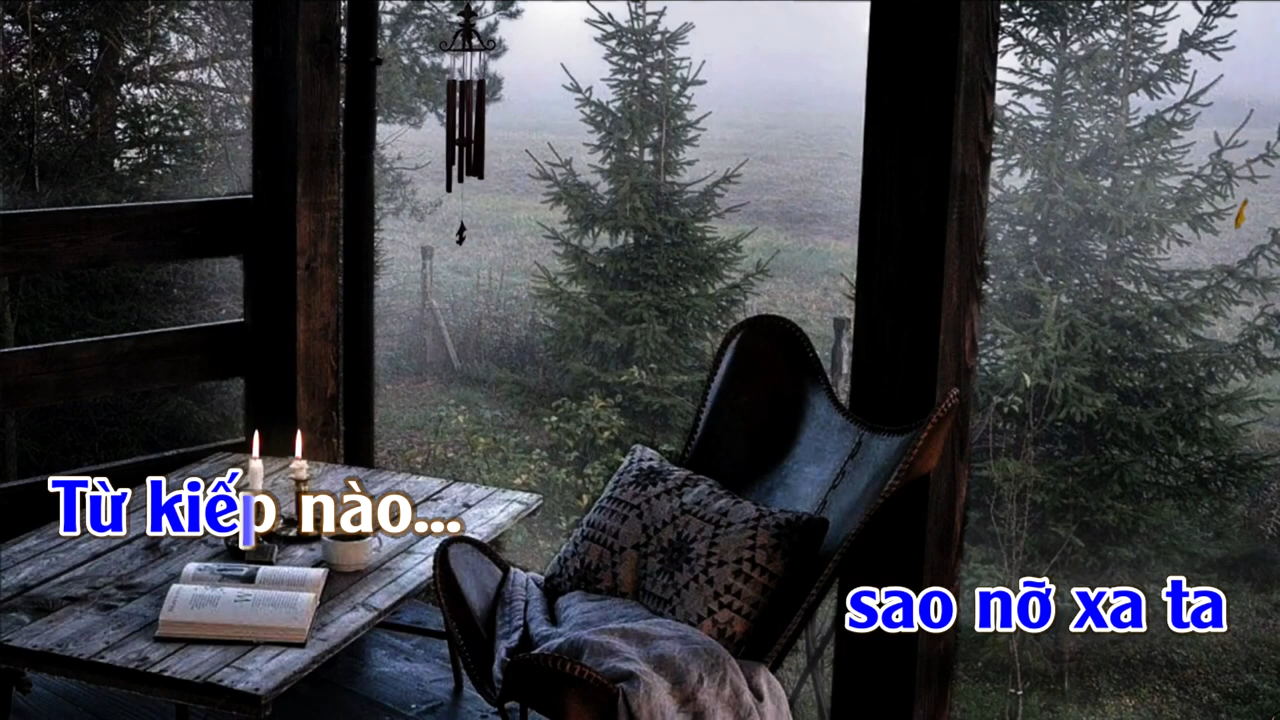 Từ kiếp nào...
sao nỡ xa ta